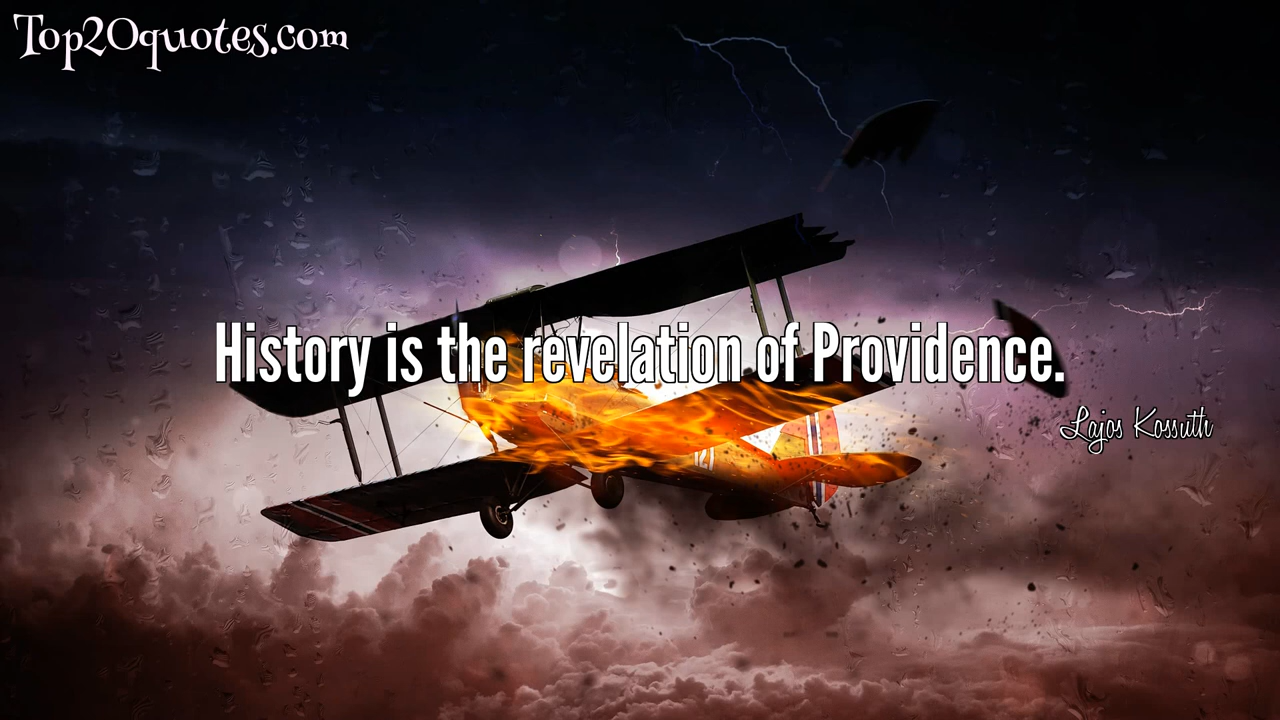 Top20quotes.com
History is the revelation of Providence.
Lajos Kossuth